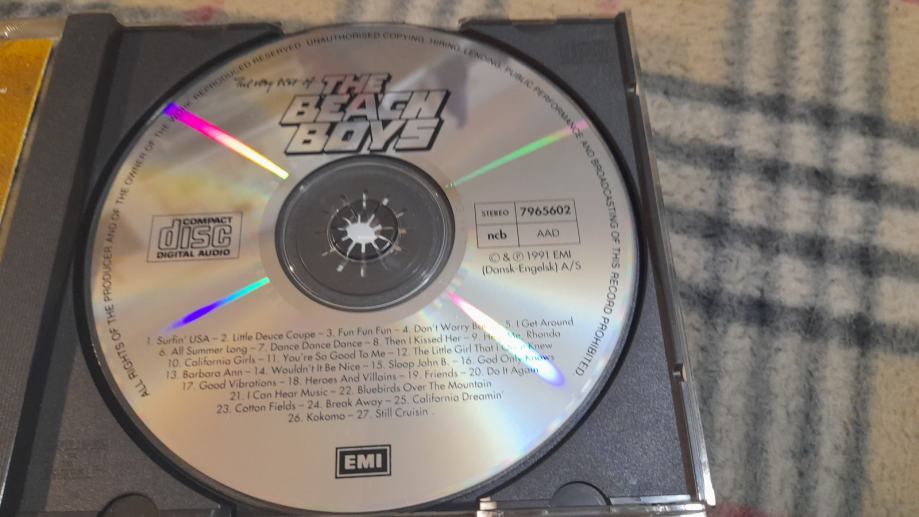 ALL RIGHTS OF THE PRODUCER AND OF THE OWNER OF THE WORK REPRODUCED RESERVED. UNAUTHORISED COPYING, HIRING, LENDING, PUBLIC PERFORMANCE AND BROADCASTING OF THIS RECORD PROHIBITED
The very best of THE
BEACH
BOYS
COMPACT
disc
DIGITAL AUDIO
STEREO 7965602
ncb AAD
© & ℗ 1991 EMI
(Dansk-Engelsk) A/S
1. Surfin' USA – 2. Little Deuce Coupe – 3. Fun Fun Fun – 4. Don't Worry – 5. I Get Around
6. All Summer Long – 7. Dance Dance Dance – 8. Then I Kissed Her – 9. Rhonda
10. California Girls – 11. You're So Good To Me – 12. The Little Girl That I Knew
13. Barbara Ann – 14. Wouldn't It Be Nice – 15. Sloop John B. – 16. God Only Knows
17. Good Vibrations – 18. Heroes And Villains – 19. Friends – 20. Do It Again
21. I Can Hear Music – 22. Bluebirds Over The Mountain
23. Cotton Fields – 24. Break Away – 25. California Dreamin'
26. Kokomo – 27. Still Cruisin.
EMI